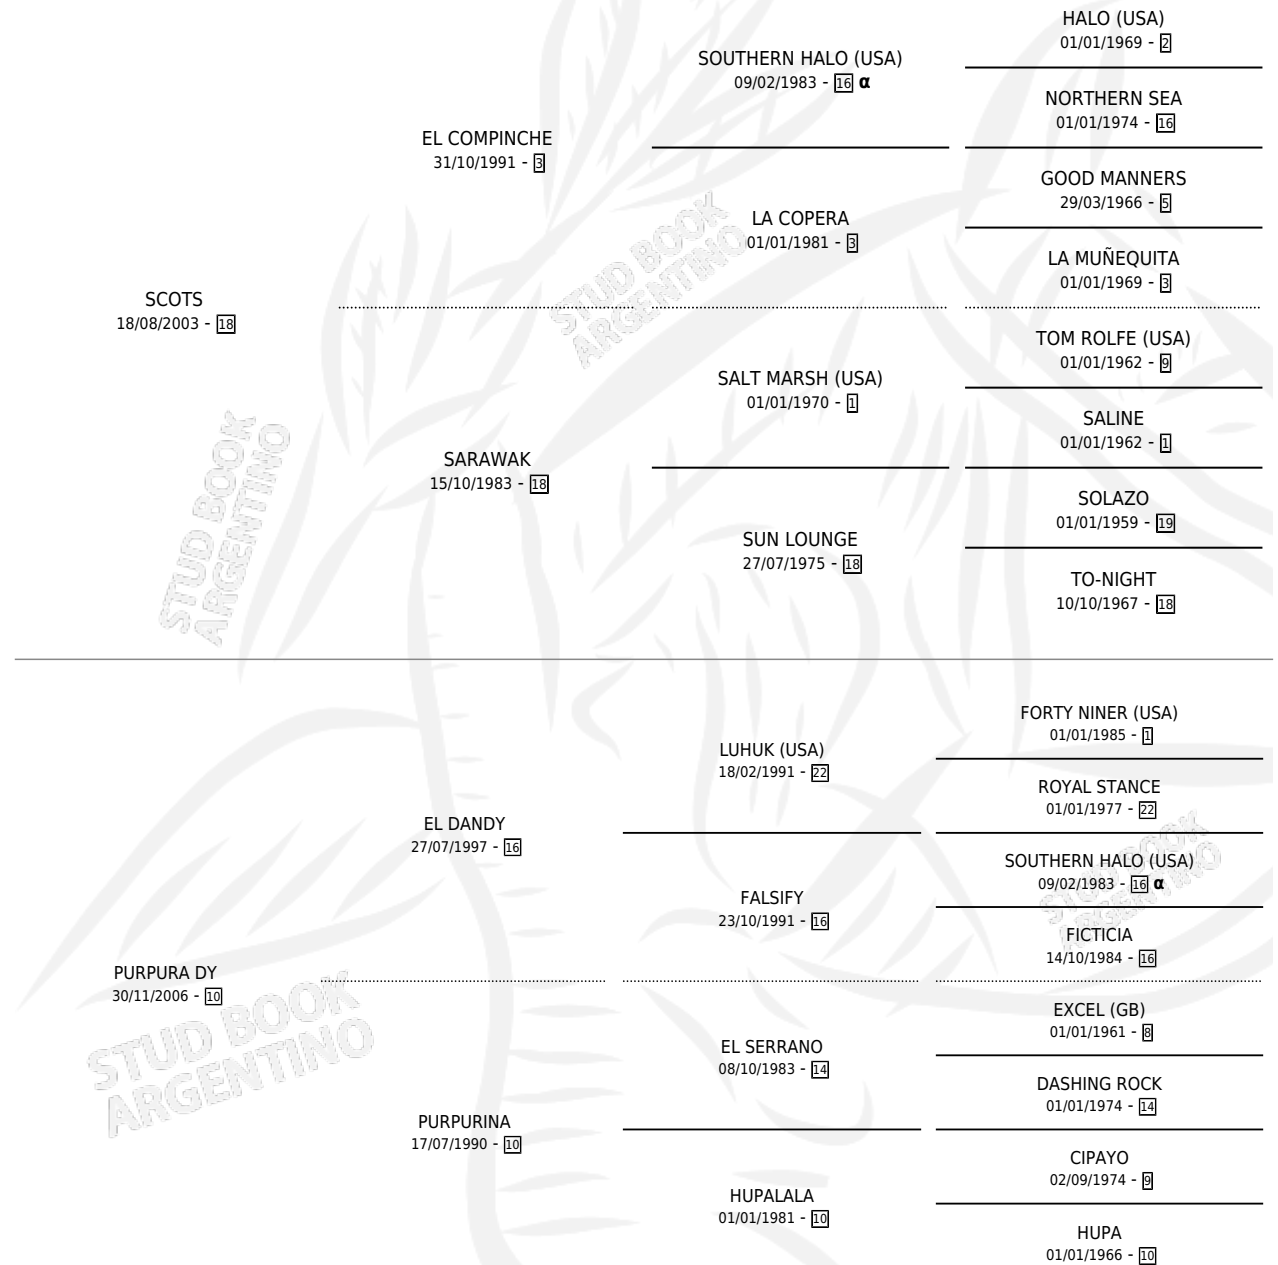 HALO (USA)
01/01/1969 - 2
SOUTHERN HALO (USA)
09/02/1983 - 16 α
NORTHERN SEA
01/01/1974 - 16
EL COMPINCHE
31/10/1991 - 3
GOOD MANNERS
29/03/1966 - 5
LA COPERA
01/01/1981 - 3
LA MUÑEQUITA
01/01/1969 - 3
SCOTS
18/08/2003 - 18
TOM ROLFE (USA)
01/01/1962 - 9
SALT MARSH (USA)
01/01/1970 - 1
SALINE
01/01/1962 - 1
SARAWAK
15/10/1983 - 18
SOLAZO
01/01/1959 - 19
SUN LOUNGE
27/07/1975 - 18
TO-NIGHT
10/10/1967 - 18
FORTY NINER (USA)
01/01/1985 - 1
LUHUK (USA)
18/02/1991 - 22
ROYAL STANCE
01/01/1977 - 22
EL DANDY
27/07/1997 - 16
SOUTHERN HALO (USA)
09/02/1983 - 16 α
FALSIFY
23/10/1991 - 16
FICTICIA
14/10/1984 - 16
PURPURA DY
30/11/2006 - 10
EXCEL (GB)
01/01/1961 - 8
EL SERRANO
08/10/1983 - 14
DASHING ROCK
01/01/1974 - 14
PURPURINA
17/07/1990 - 10
CIPAYO
02/09/1974 - 9
HUPALALA
01/01/1981 - 10
HUPA
01/01/1966 - 10
STUD BOOK
ARGENTINO
STUD BOOK
ARGENTINO
STUD BOOK
ARGENTINO
STUD BOOK
ARGENTINO